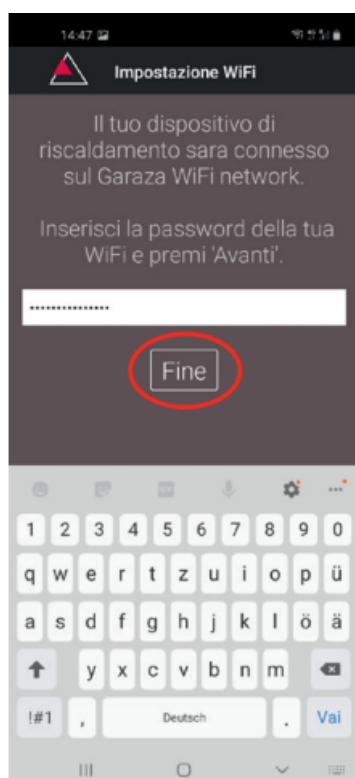 14:47
Impostazione WiFi
Il tuo dispositivo di
riscaldamento sara connesso
sul Garaza WiFi network.
Inserisci la password della tua
WiFi e premi 'Avanti'.
Fine
1 2 3 4 5 6 7 8 9 0
q w e r t z u i o p ü
a s d f g h j k l ö ä
y x c v b n m
!#1 , Deutsch . Vai